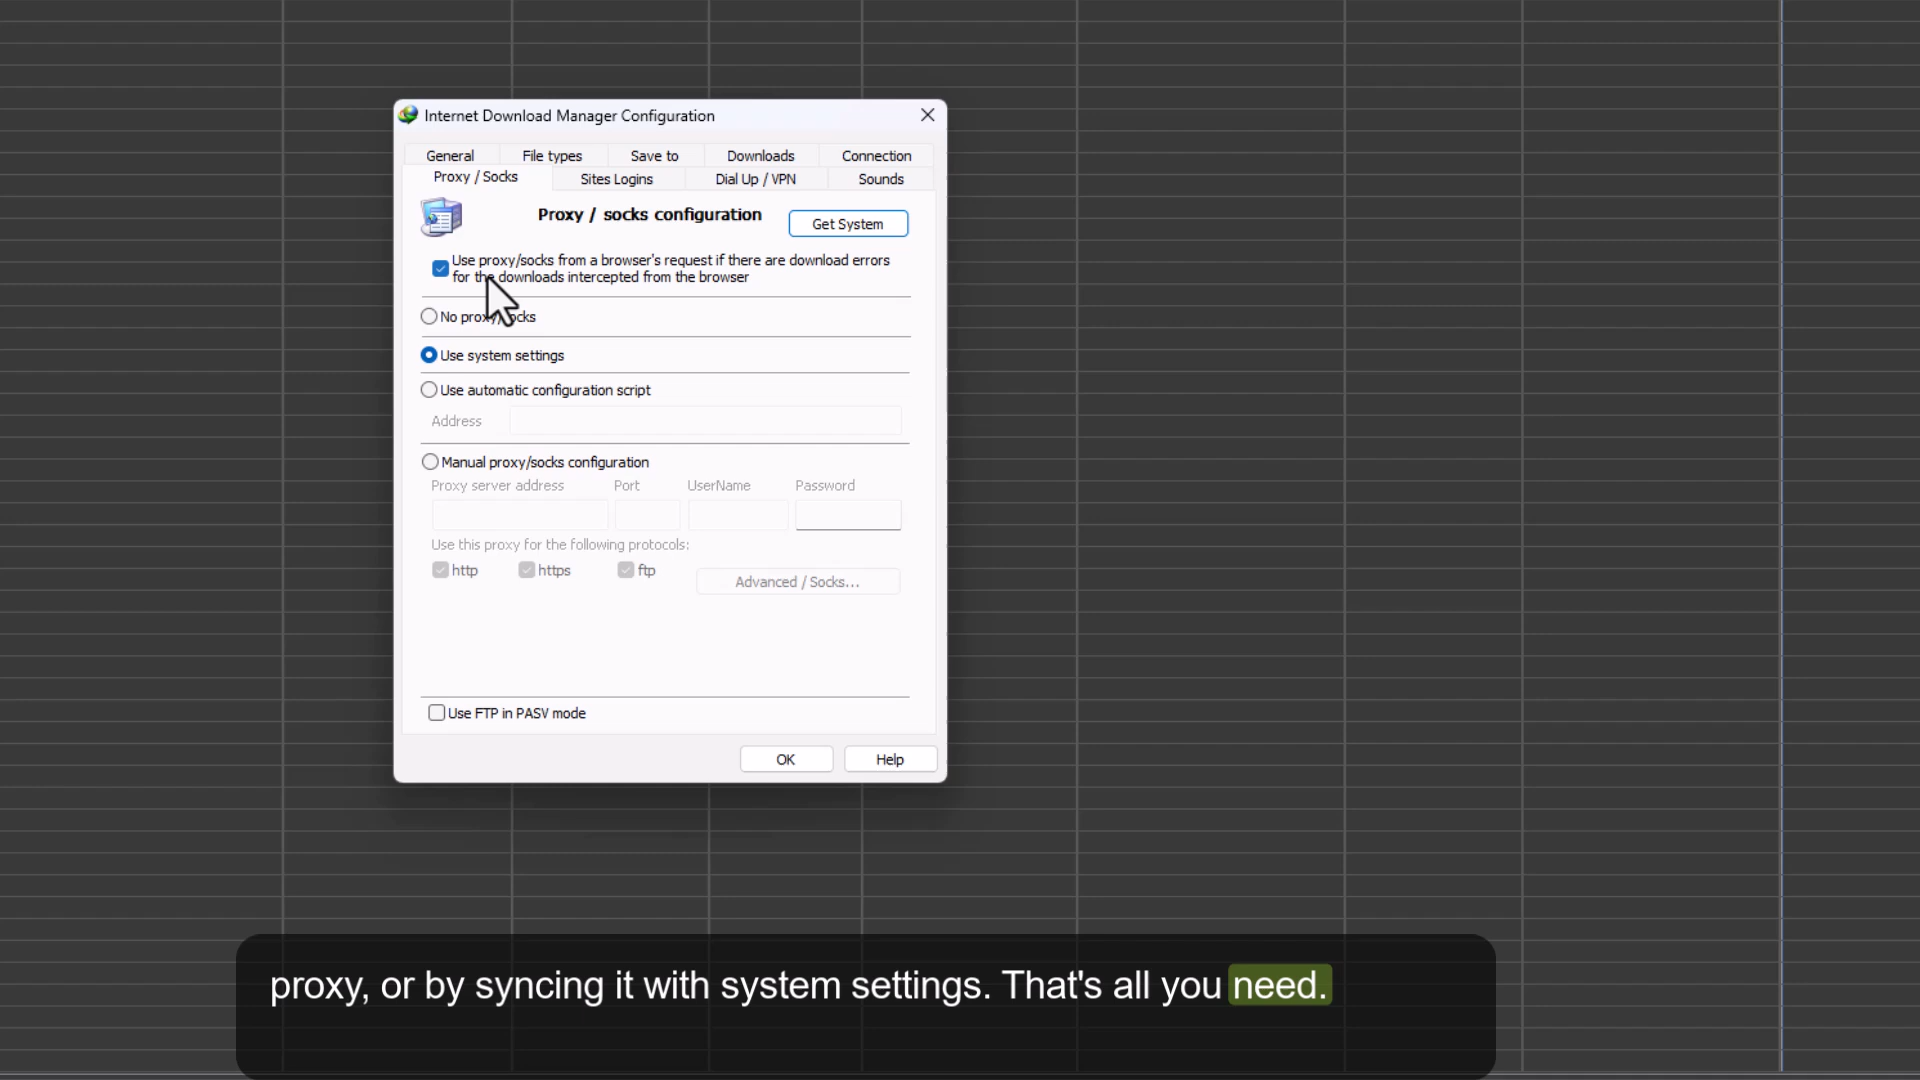 Internet Download Manager Configuration
General File types Save to Downloads Connection
Proxy / Socks Sites Logins Dial Up / VPN Sounds
Proxy / socks configuration
Get System
Use proxy/socks from a browser's request if there are download errors
for the downloads intercepted from the browser
No proxy/socks
Use system settings
Use automatic configuration script
Address
Manual proxy/socks configuration
Proxy server address Port UserName Password
Use this proxy for the following protocols:
http https ftp
Advanced / Socks...
Use FTP in PASV mode
OK Help
proxy, or by syncing it with system settings. That's all you need.